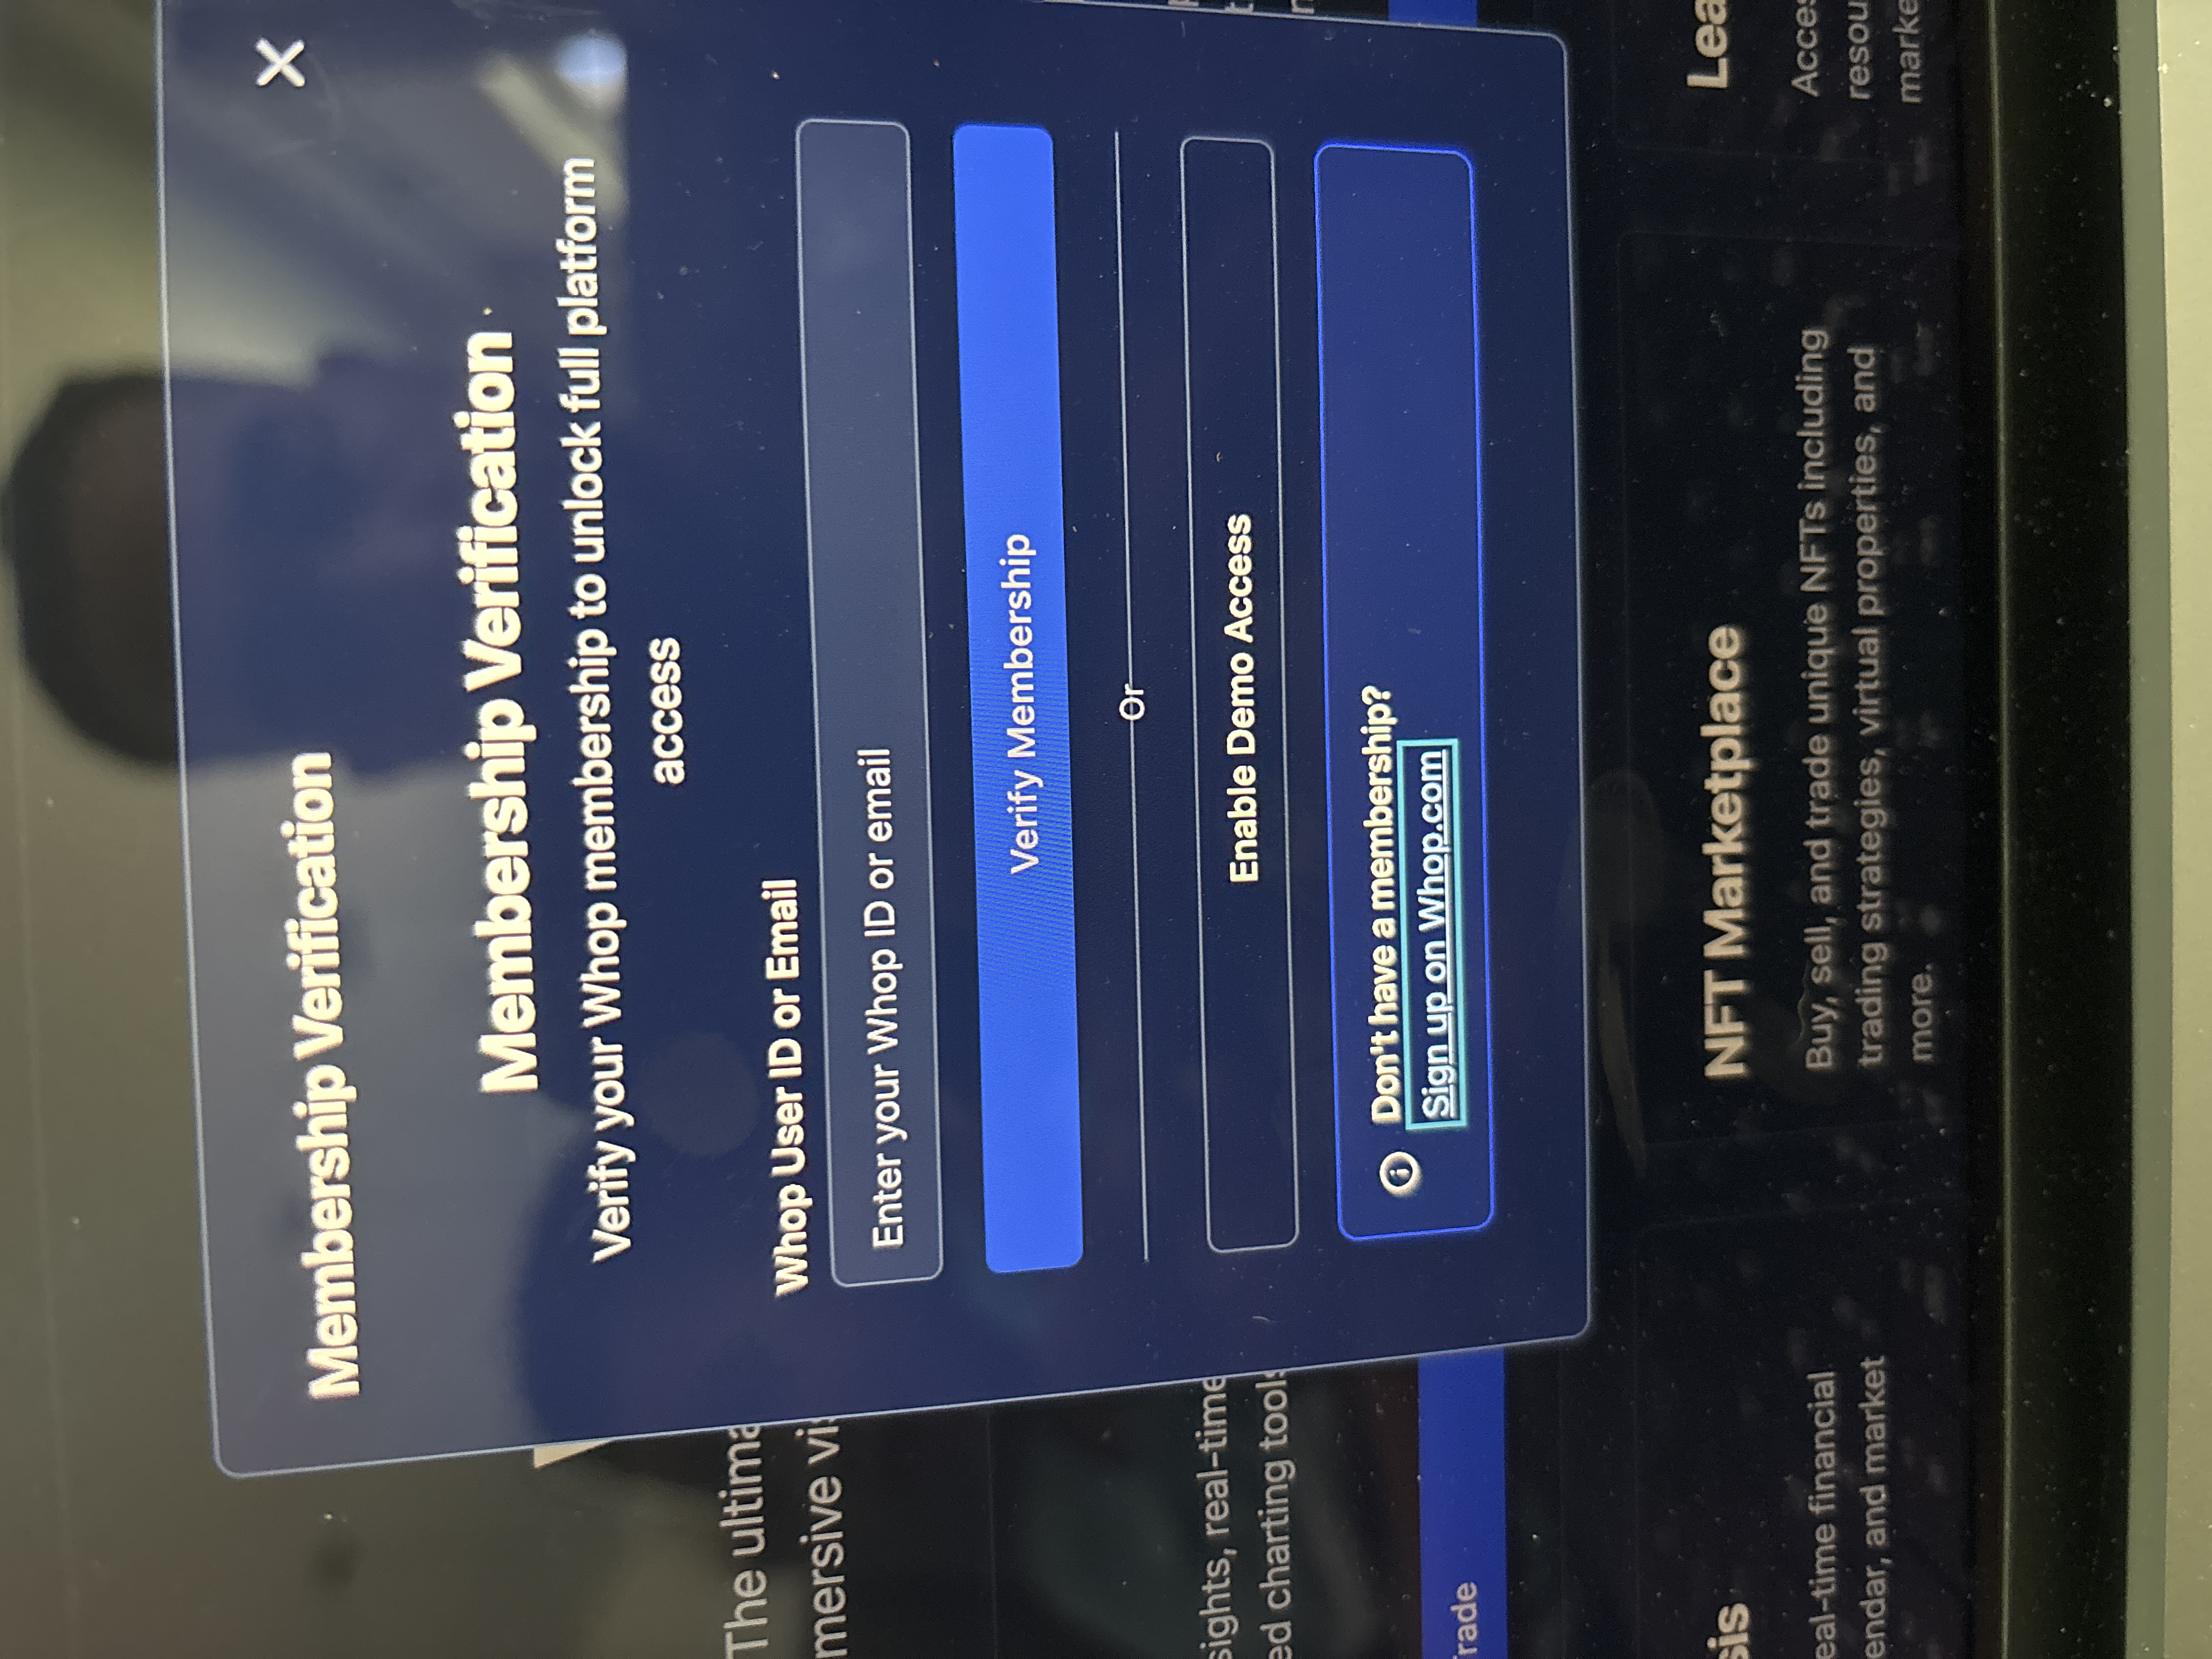 Membership Verification
Membership Verification
Verify your Whop membership to unlock full platform
access
The ultima
mersive vi
Whop User ID or Email
Enter your Whop ID or email
Verify Membership
Or
sights, real-time
ed charting tools
Enable Demo Access
Don't have a membership?
Sign up on Whop.com
Trade
sis
eal-time financial
endar, and market
NFT Marketplace
Buy, sell, and trade unique NFTs including
trading strategies, virtual properties, and
more.
Lea
Acces
resou
marke